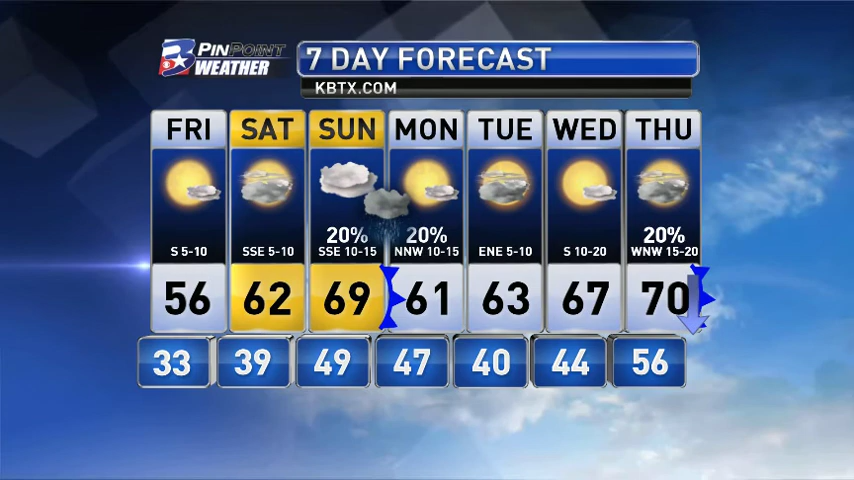 PINPOINT
WEATHER
7 DAY FORECAST
KBTX.COM
FRI SAT SUN MON TUE WED THU
20% 20% 20%
S 5-10 SSE 5-10 SSE 10-15 NNW 10-15 ENE 5-10 S 10-20 WNW 15-20
56 62 69 61 63 67 70
33 39 49 47 40 44 56